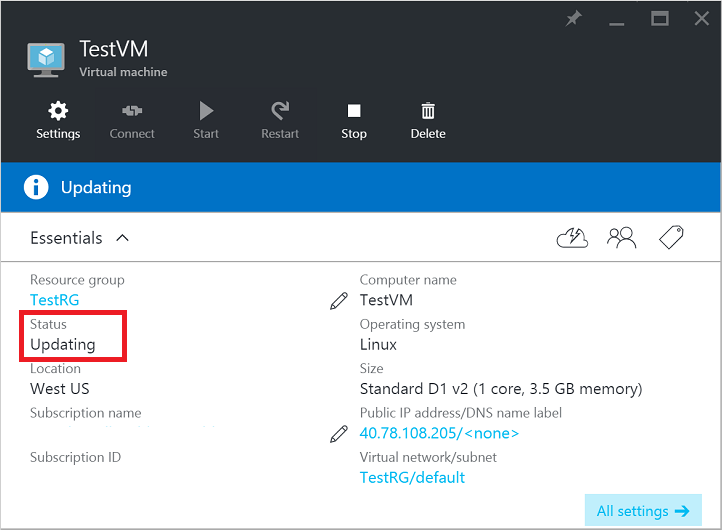 TestVM
Virtual machine
Settings
Connect
Start
Restart
Stop
Delete
Updating
Essentials
Resource group
TestRG
Status
Updating
Location
West US
Subscription name
Subscription ID
Computer name
TestVM
Operating system
Linux
Size
Standard D1 v2 (1 core, 3.5 GB memory)
Public IP address/DNS name label
40.78.108.205/<none>
Virtual network/subnet
TestRG/default
All settings